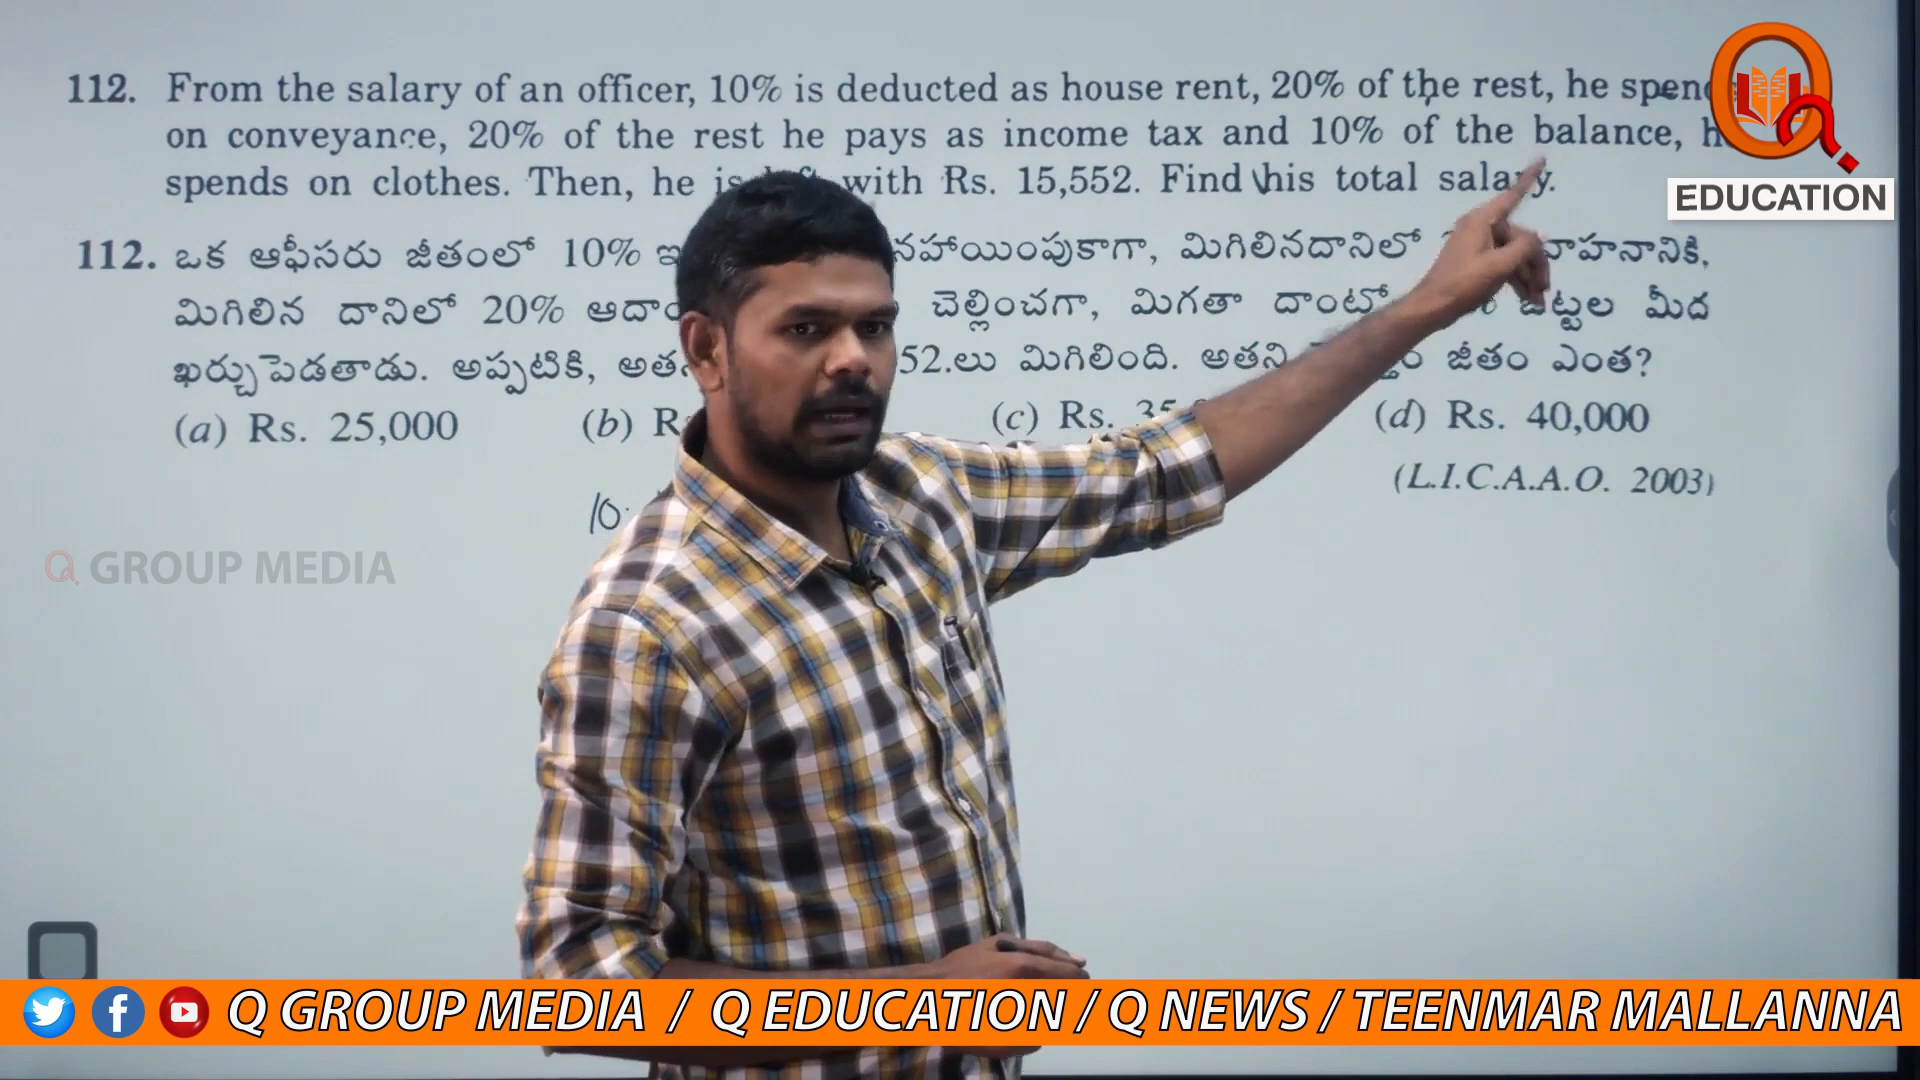 112. From the salary of an officer, 10% is deducted as house rent, 20% of the rest, he
on conveyance, 20% of the rest he pays as income tax and 10% of the balance,
spends on clothes. Then, he is with Rs. 15,552. Find his total salary.
EDUCATION
112. ఒక ఆఫీసరు జీతంలో 10% మిగిలినదానిలో
మిగిలిన దానిలో 20% చెల్లించగా, మిగతా మీద
ఖర్చుపెడతాడు. అప్పటికి, 52.లు మిగిలింది. అతని జీతం ఎంత?
(a) Rs. 25,000 (b) (c) Rs. (d) Rs. 40,000
(L.I.C.A.A.O. 2003)
10
Q GROUP MEDIA
Q GROUP MEDIA / Q EDUCATION / Q NEWS / TEENMAR MALLANNA